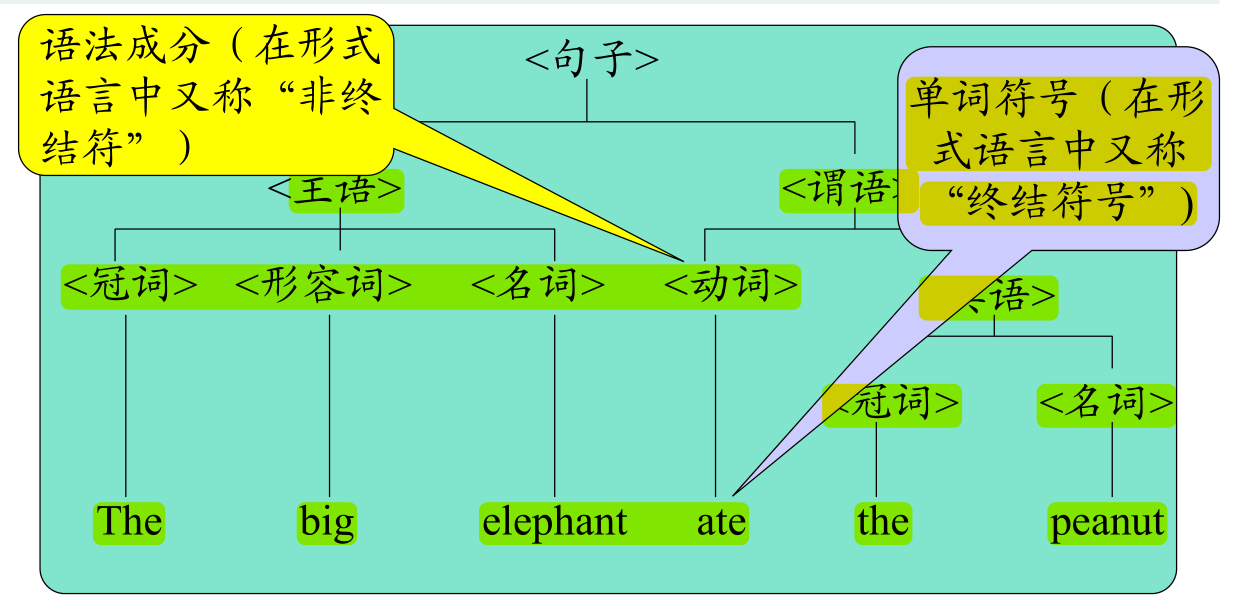 语法成分（在形式
语言中又称“非终
结符”）
<句子>
单词符号（在形
式语言中又称
“终结符号”)
<主语>
<谓语>
<冠词> <形容词> <名词> <动词>
语>
冠词>
<名词>
The big elephant ate the peanut